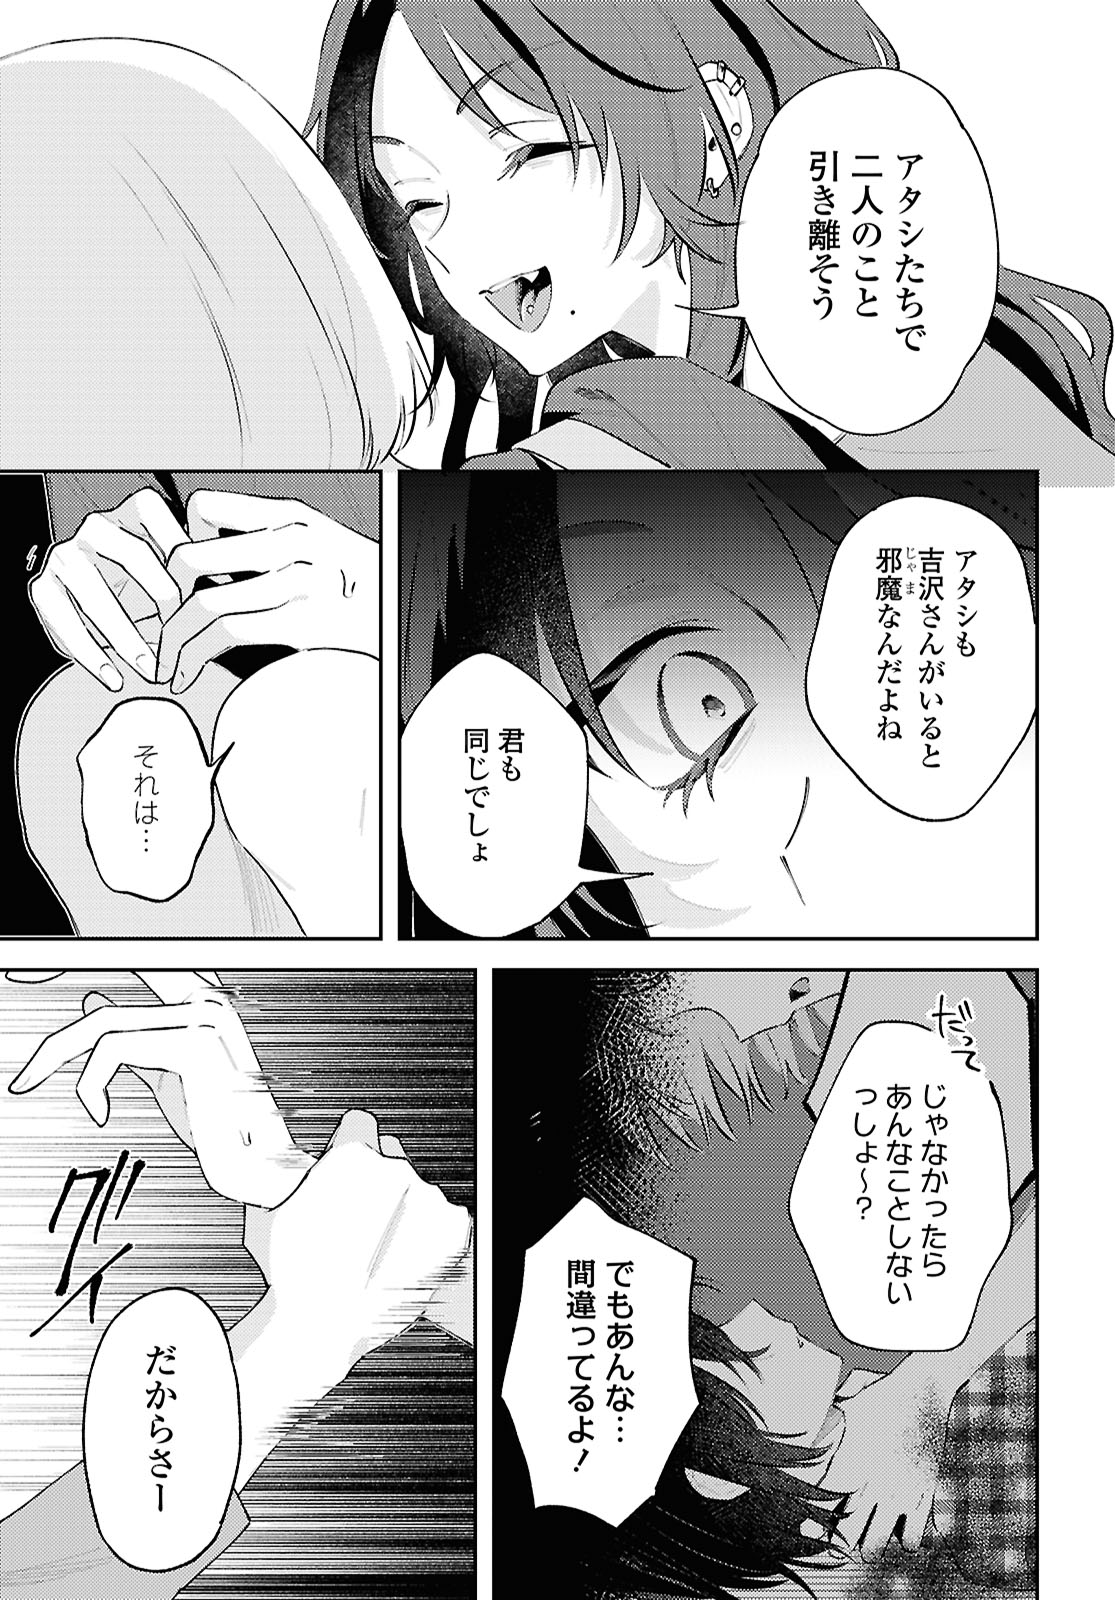 アタシたちで
二人のこと
引き離そう
アタシも
吉沢さんがいると
邪魔なんだよね
じゃま
君も
同じでしょ
それは…
だって
じゃなかったら
あんなことしない
っしょ〜?
でもあんな…
間違ってるよ!
グイ
だからさー